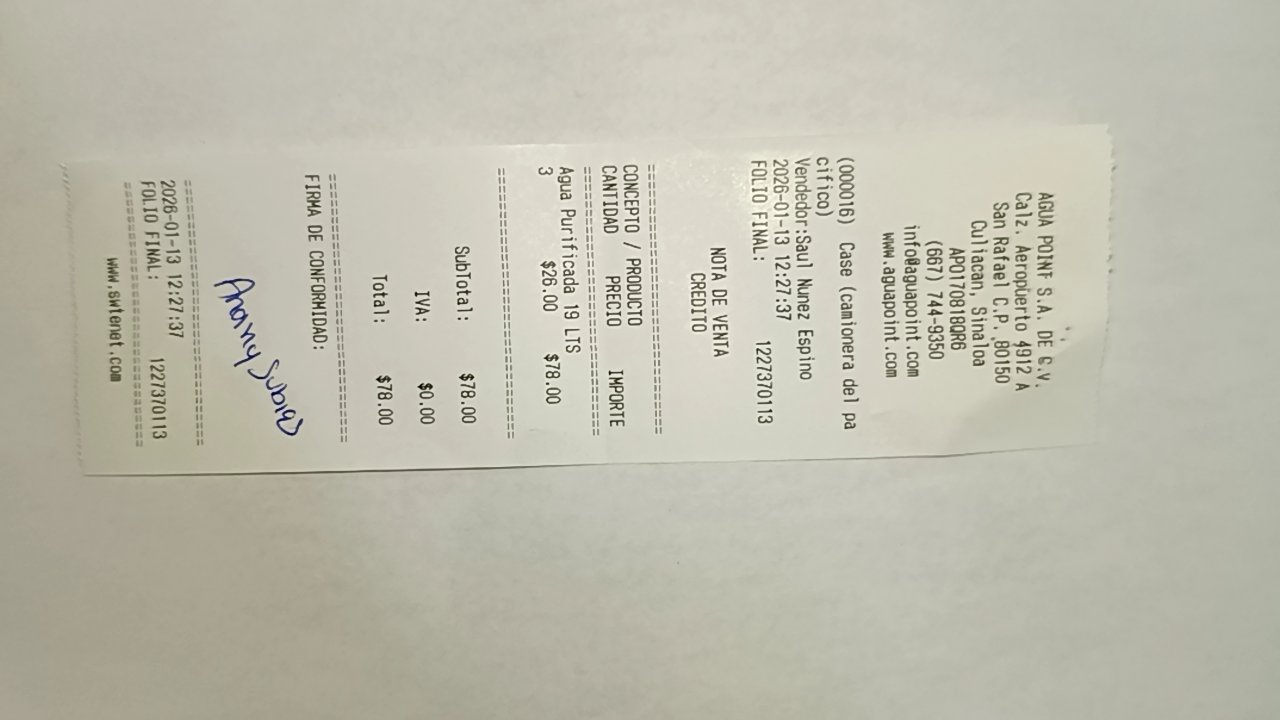 AGUA POINF S.A. DE C.V.
Calz. Aeropuerto 4912 A
San Rafael C.P. 80150
Culiacan, Sinaloa
APO170818QR6
(667) 744-9350
info@aguapoint.com
www.aguapoint.com
(000016) Case (camionera del pa
cifico)
Vendedor:Saul Nunez Espino
2026-01-13 12:27:37
FOLIO FINAL: 1227370113
NOTA DE VENTA
CREDITO
==============================
CONCEPTO / PRODUCTO
CANTIDAD PRECIO IMPORTE
==============================
Agua Purificada 19 LTS
3 $26.00 $78.00
==============================
SubTotal: $78.00
IVA: $0.00
Total: $78.00
==============================
FIRMA DE CONFORMIDAD:
==============================
2026-01-13 12:27:37
FOLIO FINAL: 1227370113
==============================
www.swtenet.com